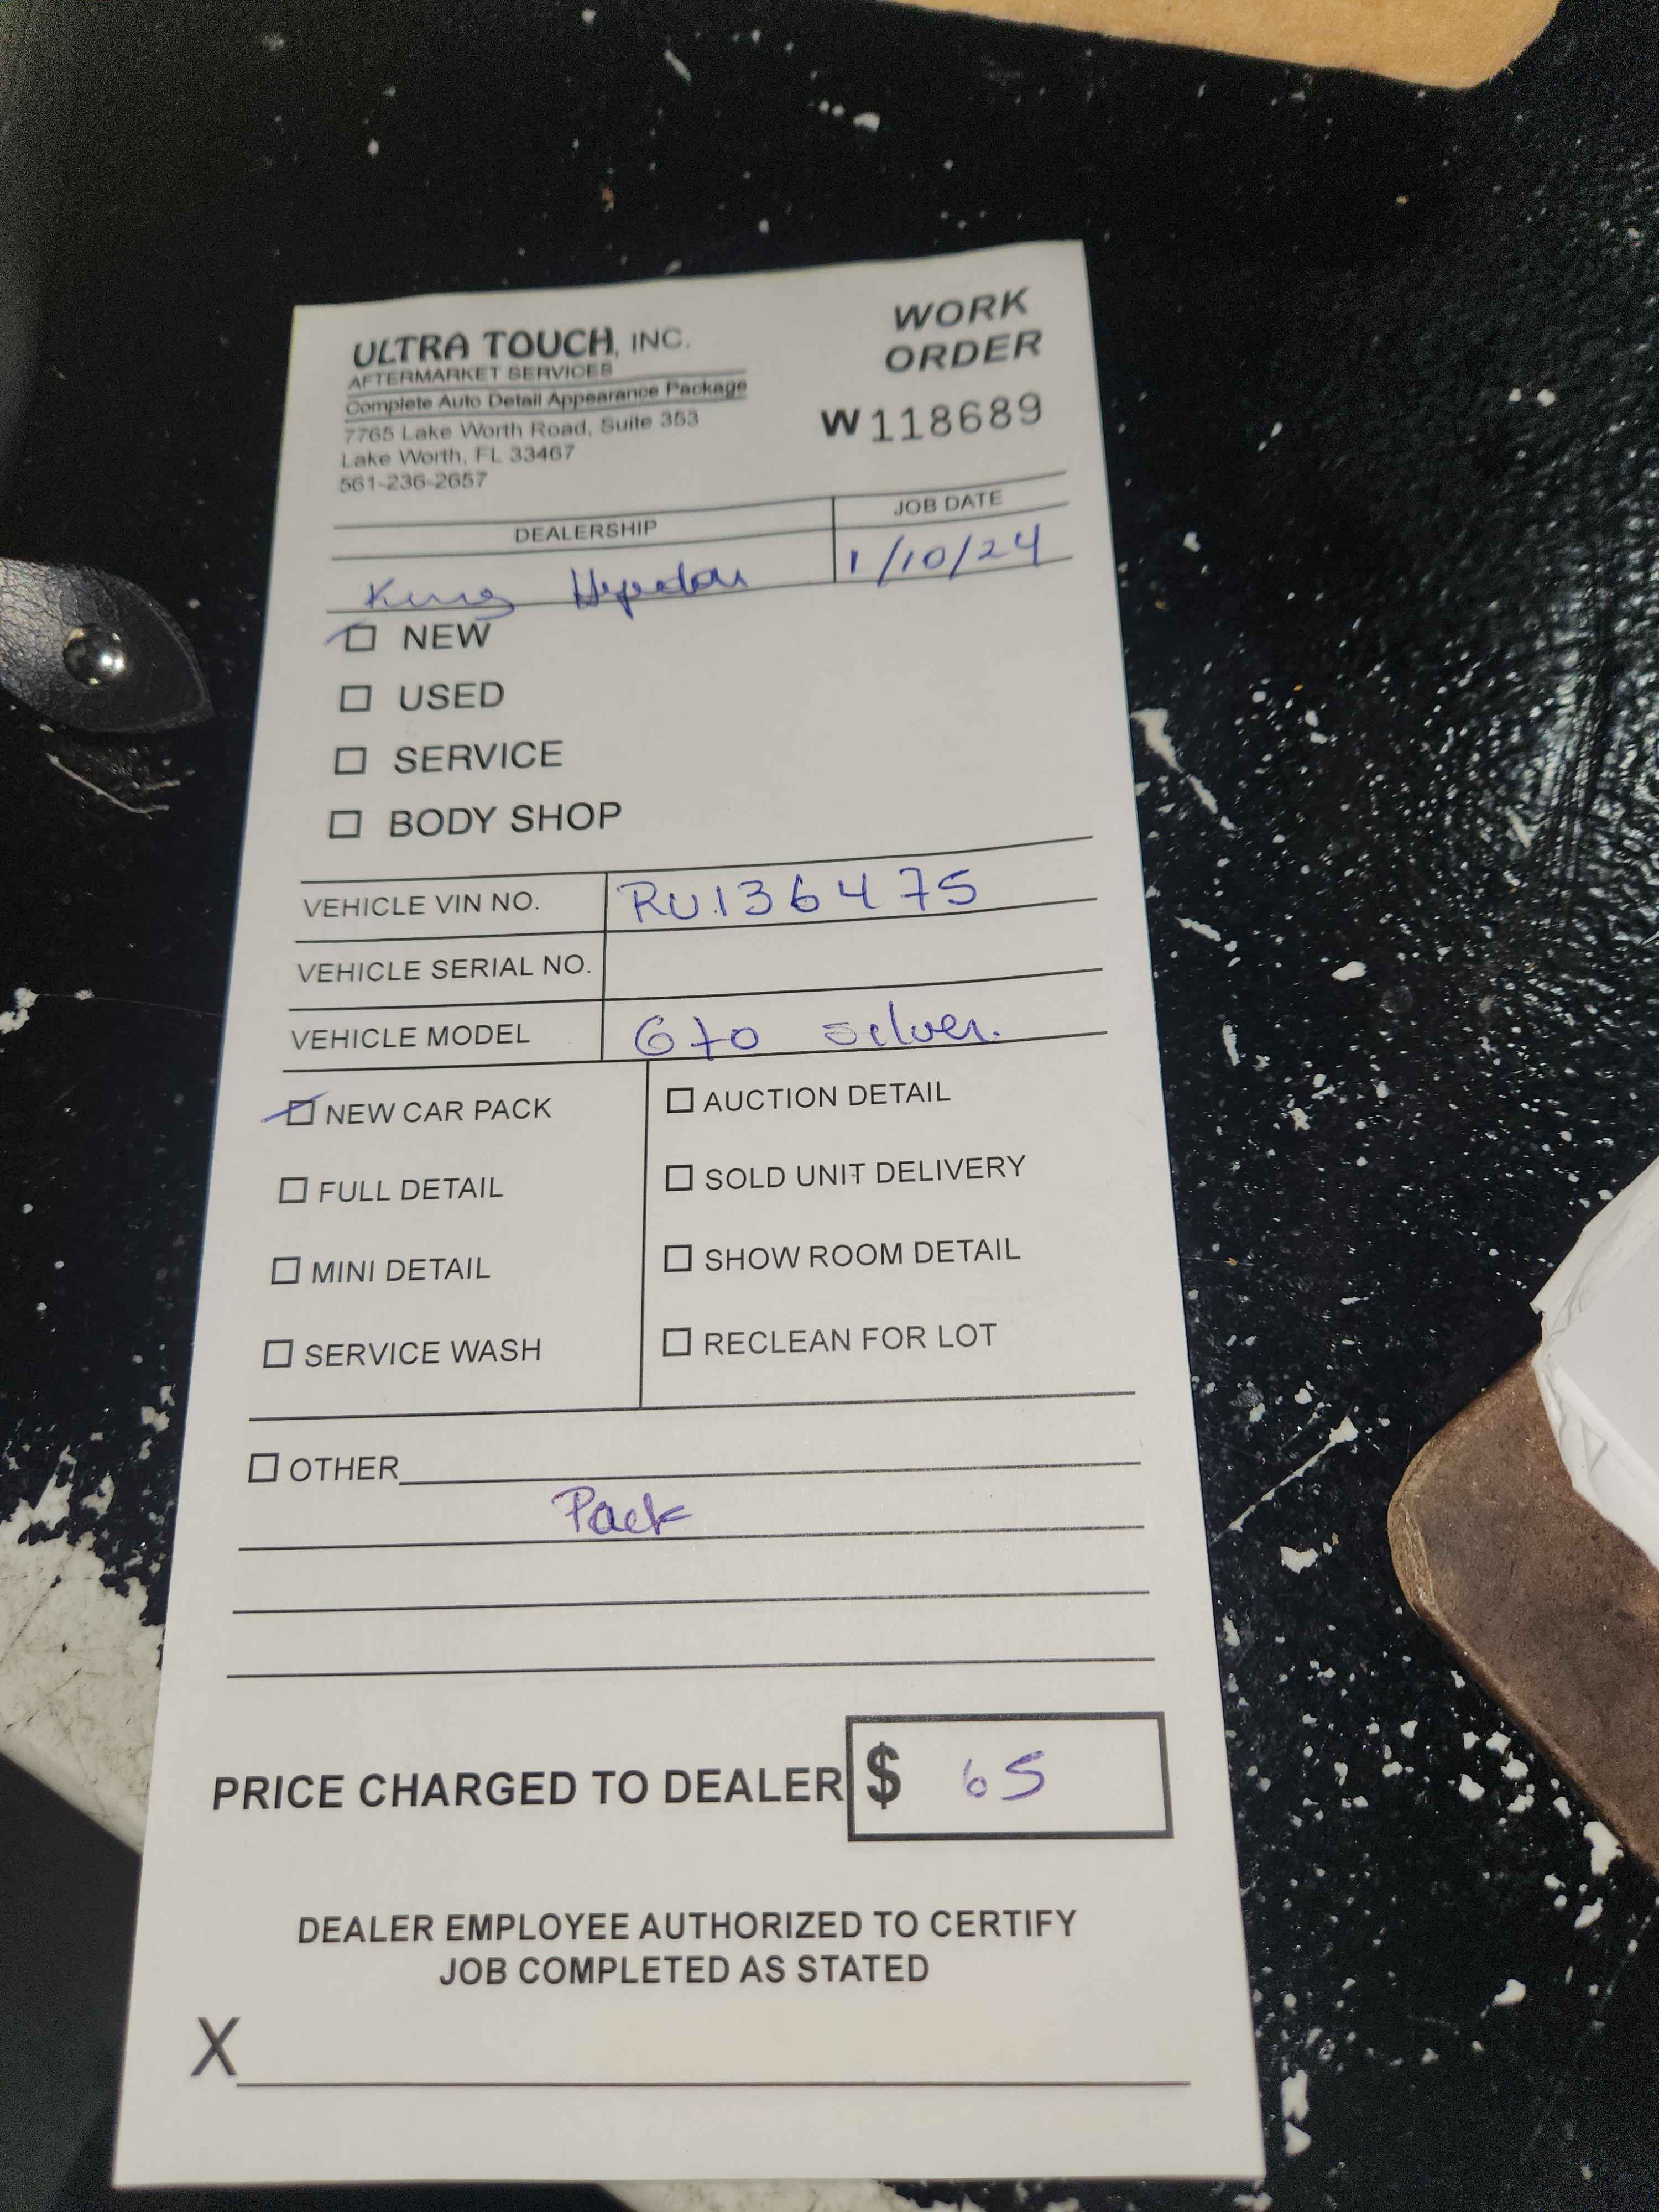 ULTRA TOUCH, INC.
AFTERMARKET SERVICES
Complete Auto Detail Appearance Package
7765 Lake Worth Road, Suite 353
Lake Worth, FL 33467
561-236-2657
WORK
ORDER
W118689
DEALERSHIP
JOB DATE
King
1/10/24
NEW
USED
SERVICE
BODY SHOP
VEHICLE VIN NO. RU136475
VEHICLE SERIAL NO.
VEHICLE MODEL silver.
NEW CAR PACK
AUCTION DETAIL
FULL DETAIL
SOLD UNIT DELIVERY
MINI DETAIL
SHOW ROOM DETAIL
SERVICE WASH
RECLEAN FOR LOT
OTHER
Pack
PRICE CHARGED TO DEALER $ 65
DEALER EMPLOYEE AUTHORIZED TO CERTIFY
JOB COMPLETED AS STATED
X